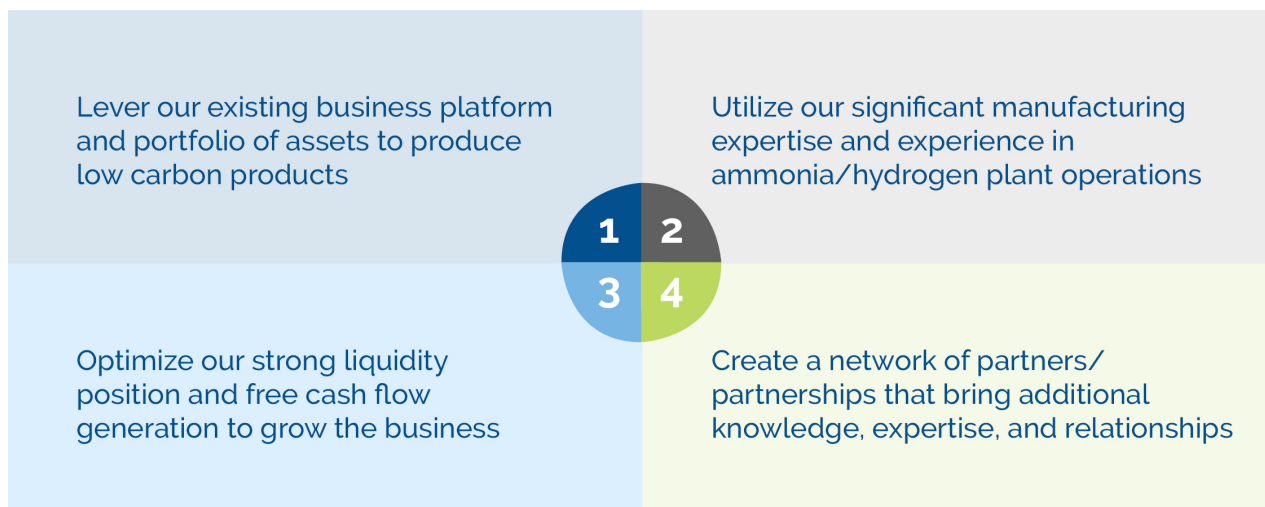 Lever our existing business platform
and portfolio of assets to produce
low carbon products
Utilize our significant manufacturing
expertise and experience in
ammonia/hydrogen plant operations
1
2
3
4
Optimize our strong liquidity
position and free cash flow
generation to grow the business
Create a network of partners/
partnerships that bring additional
knowledge, expertise, and relationships